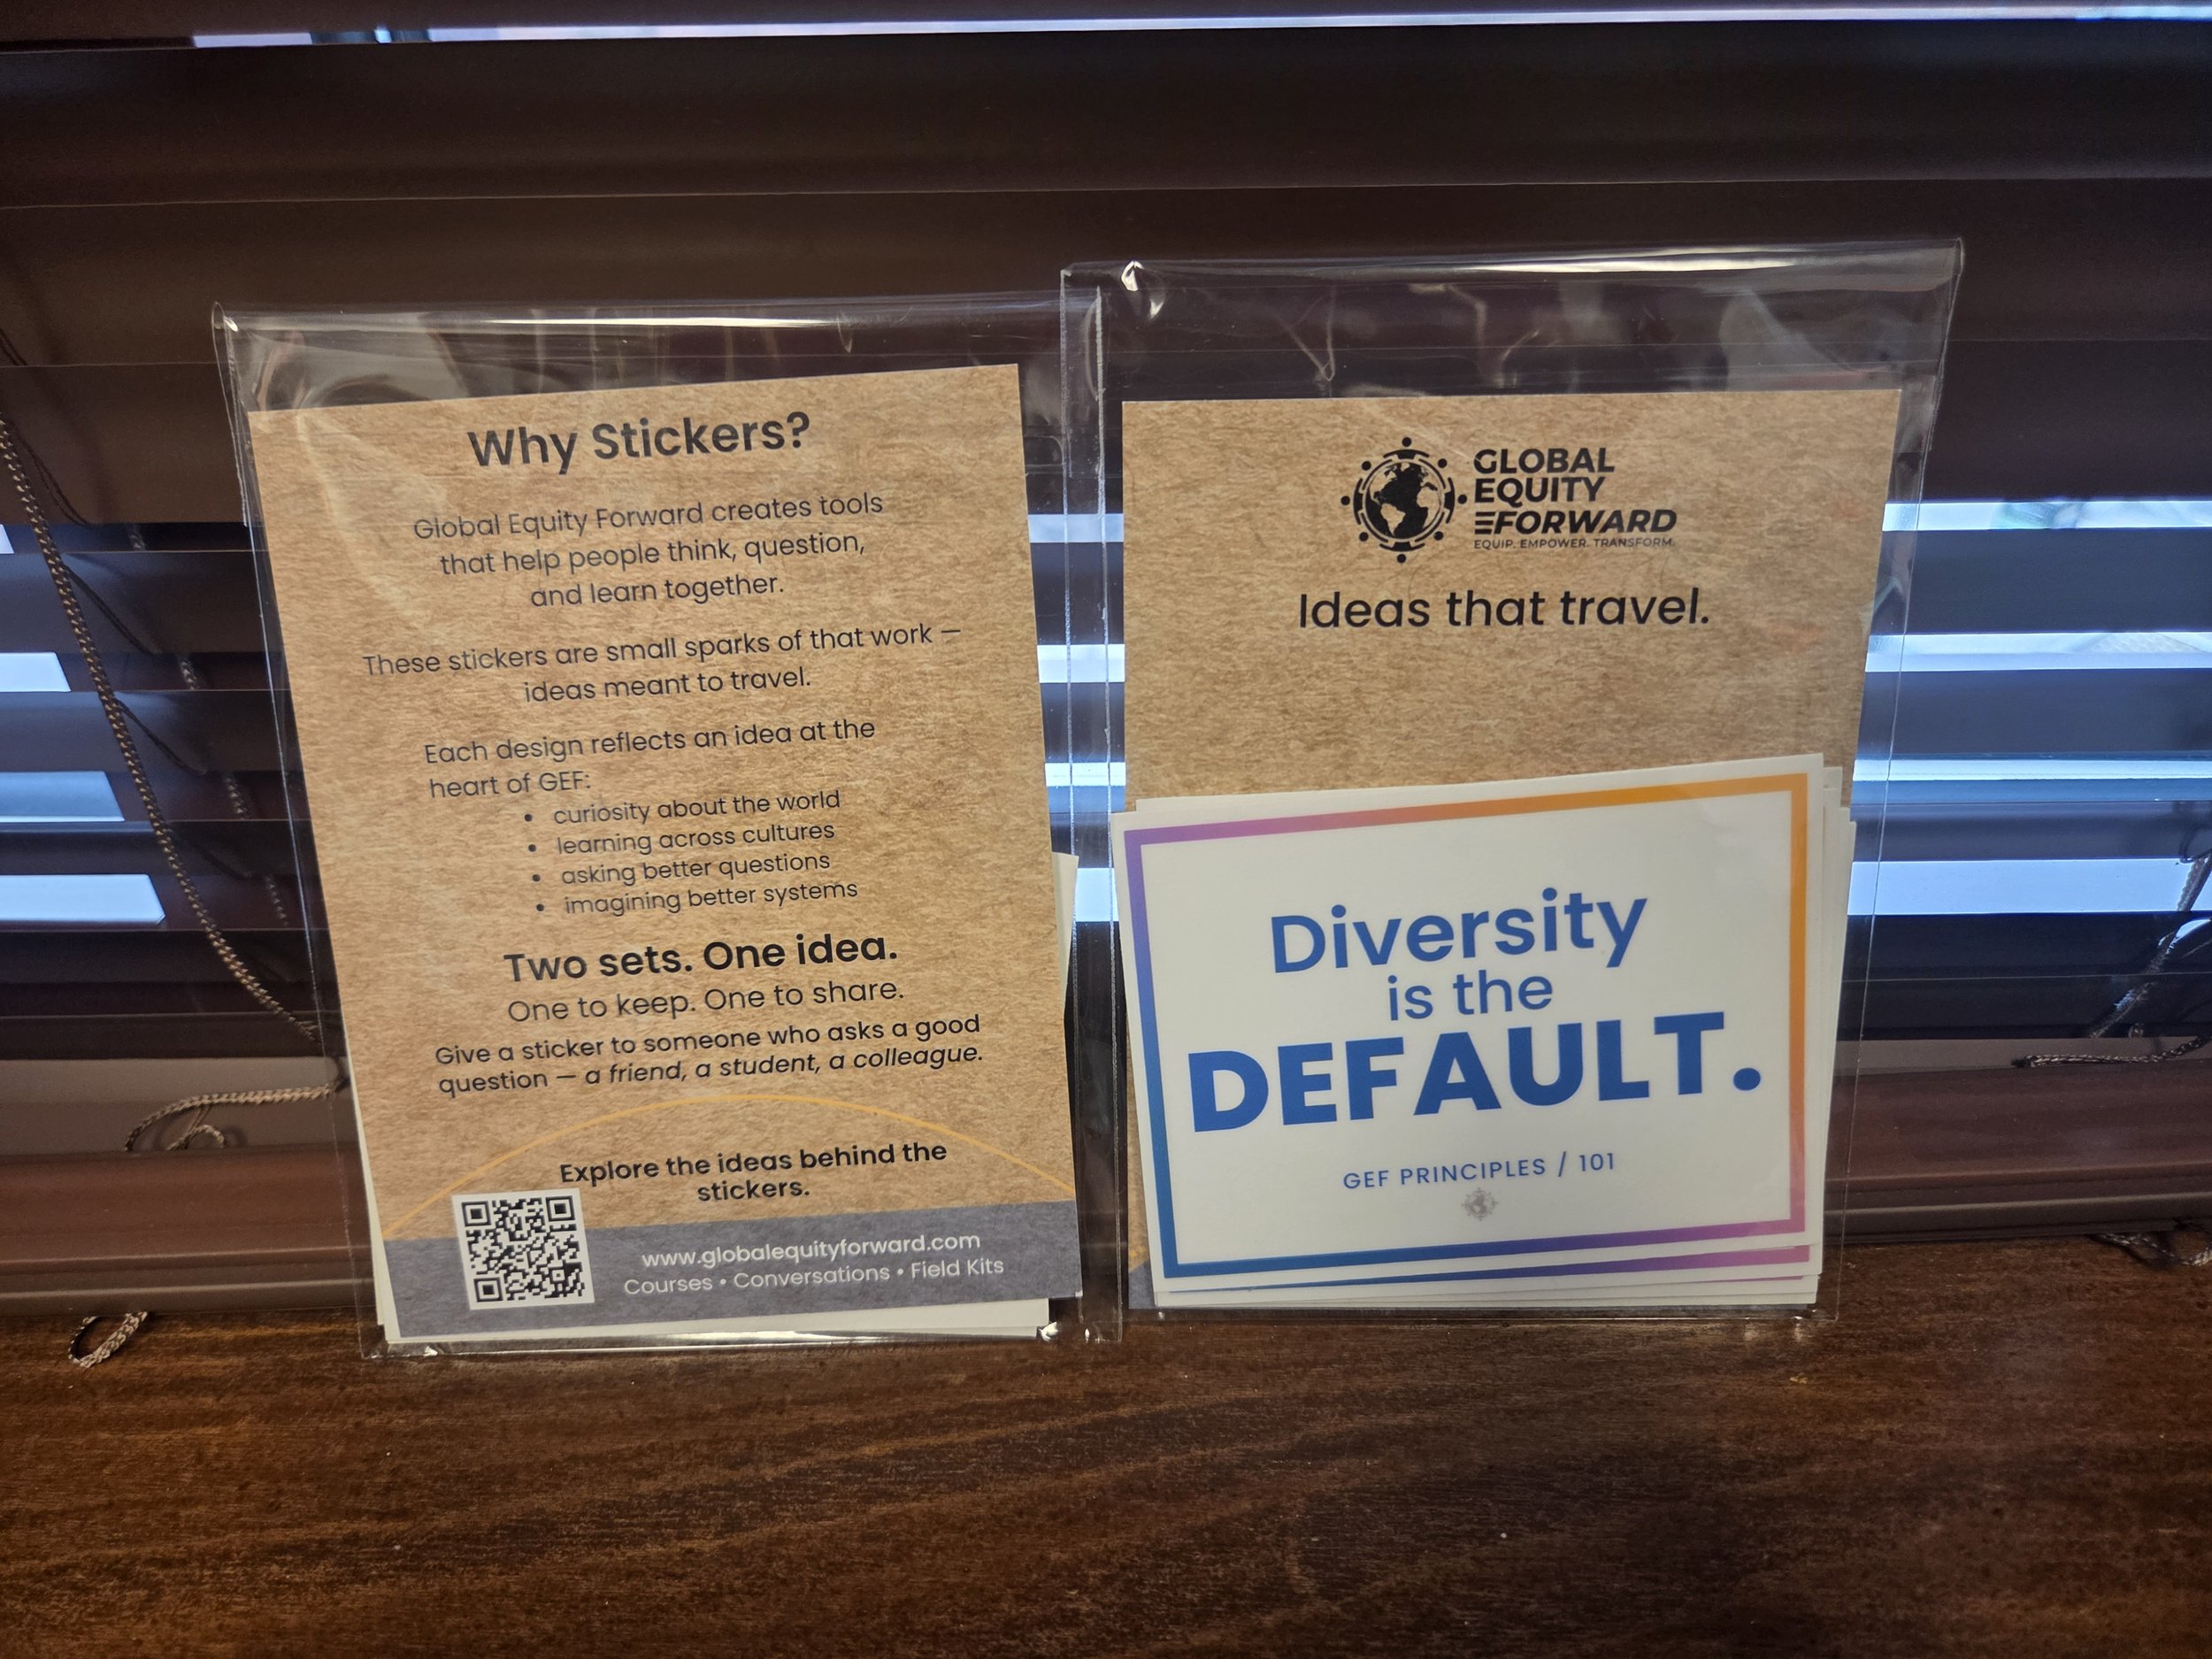 Why Stickers?
Global Equity Forward creates tools
that help people think, question,
and learn together.
These stickers are small sparks of that work —
ideas meant to travel.
Each design reflects an idea at the
heart of GEF:
• curiosity about the world
• learning across cultures
• asking better questions
• imagining better systems
Two sets. One idea.
One to keep. One to share.
Give a sticker to someone who asks a good
question — a friend, a student, a colleague.
Explore the ideas behind the
stickers.
www.globalequityforward.com
Courses • Conversations • Field Kits
GLOBAL
EQUITY
FORWARD
EQUIP. EMPOWER. TRANSFORM.
Ideas that travel.
Diversity
is the
DEFAULT.
GEF PRINCIPLES / 101